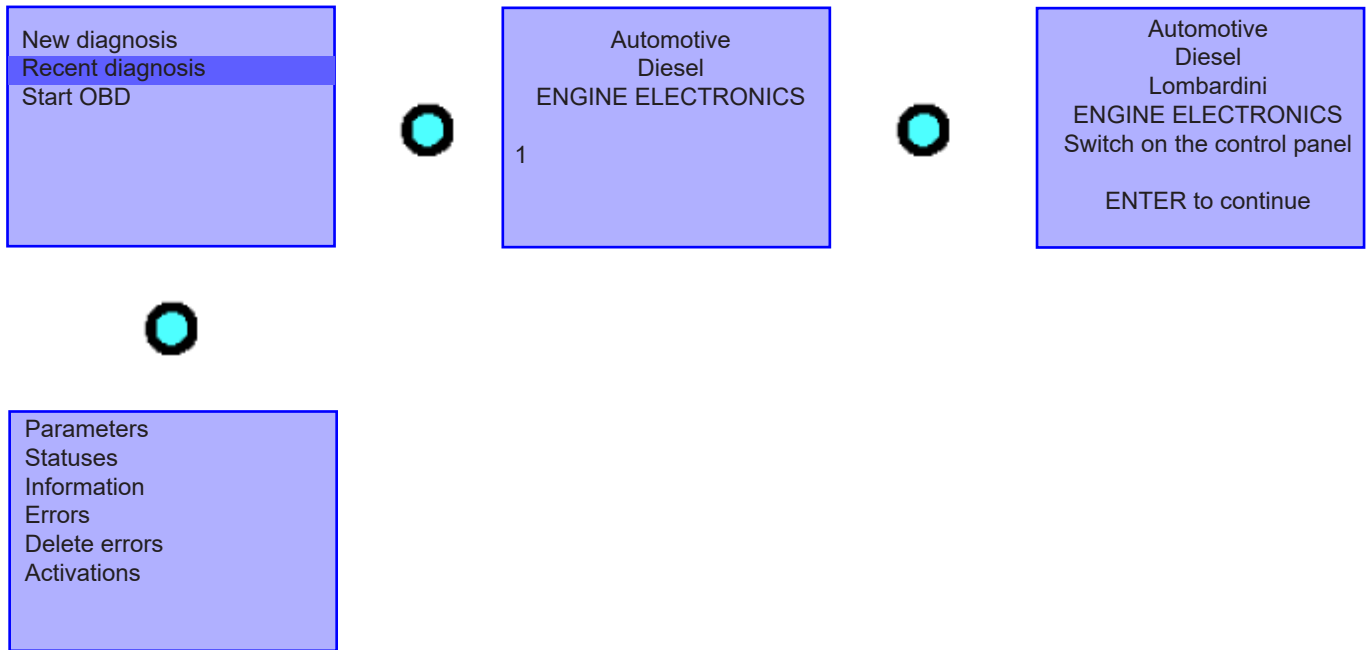 New diagnosis
Recent diagnosis
Start OBD
Automotive
Diesel
ENGINE ELECTRONICS
1
Automotive
Diesel
Lombardini
ENGINE ELECTRONICS
Switch on the control panel
ENTER to continue
Parameters
Statuses
Information
Errors
Delete errors
Activations